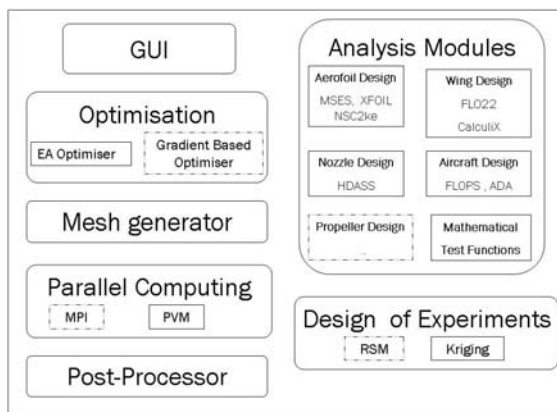 GUI
Optimisation
EA Optimiser
Gradient Based
Optimiser
Mesh generator
Parallel Computing
MPI
PVM
Post-Processor
Analysis Modules
Aerofoil Design
MSES, XFOIL
NSC2ke
Wing Design
FLO22
CalculiX
Nozzle Design
HDASS
Aircraft Design
FLOPS , ADA
Propeller Design
...
Mathematical
Test Functions
Design of Experiments
RSM
Kriging